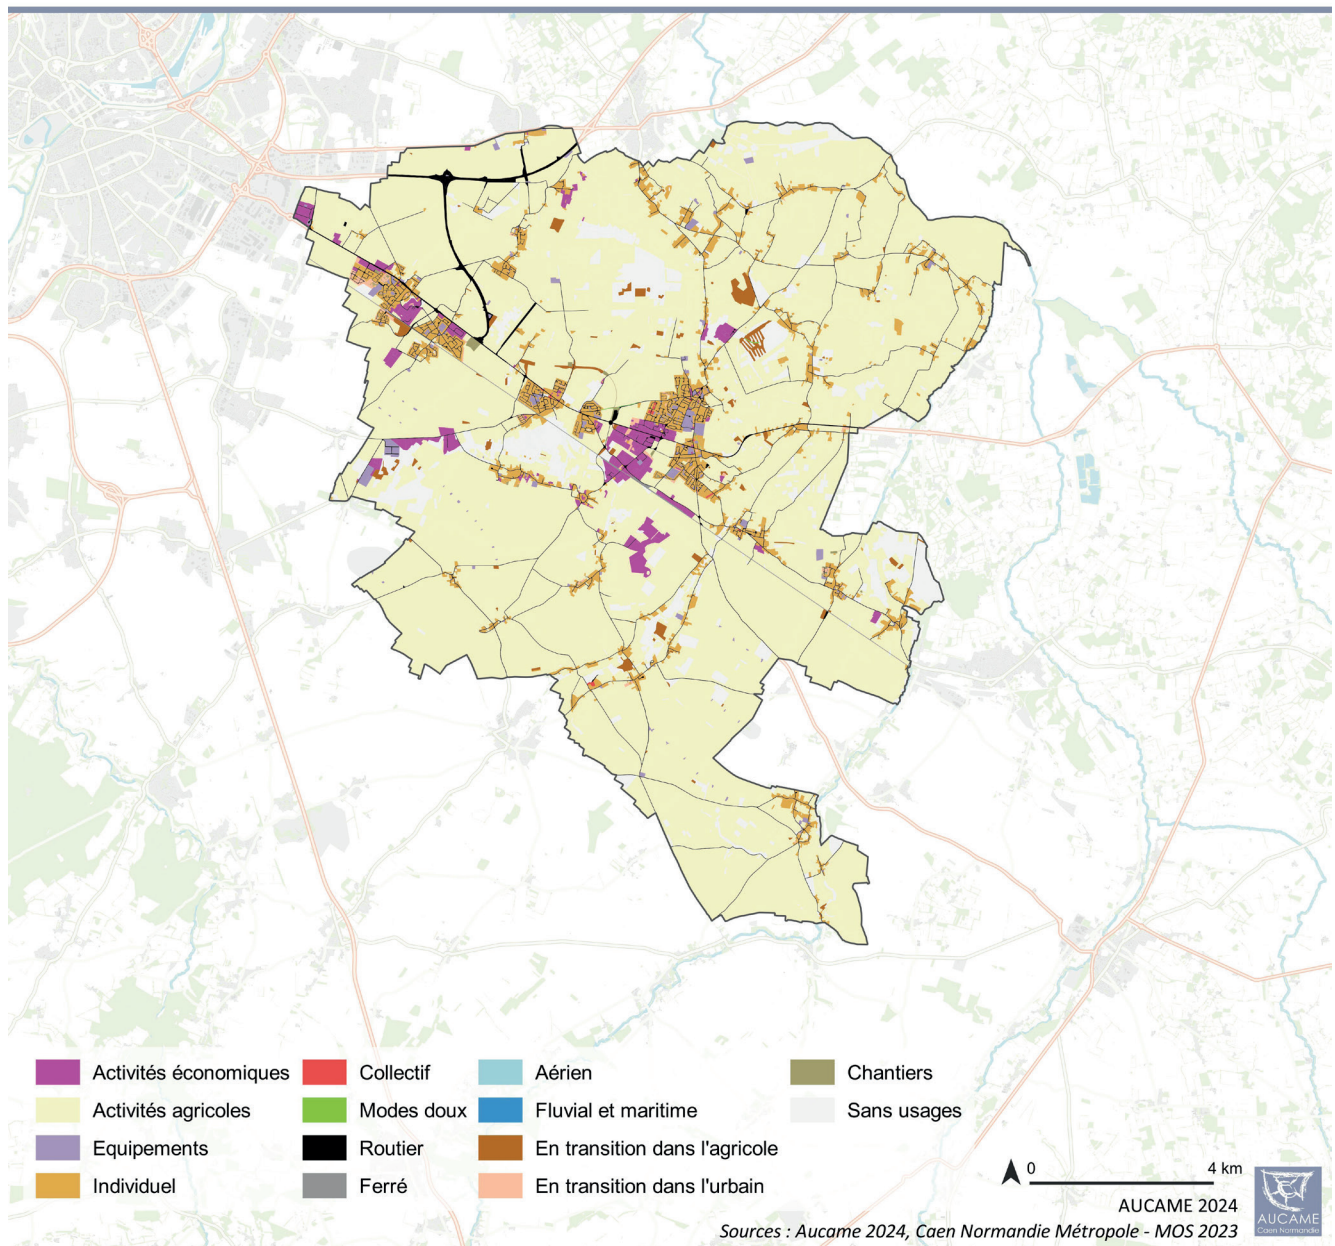 Activités économiques
Activités agricoles
Equipements
Individuel
Collectif
Modes doux
Routier
Ferré
Aérien
Fluvial et maritime
En transition dans l'agricole
En transition dans l'urbain
Chantiers
Sans usages
0 4 km
AUCAME 2024
Sources : Aucame 2024, Caen Normandie Métropole - MOS 2023
AUCAME
Caen Normandie